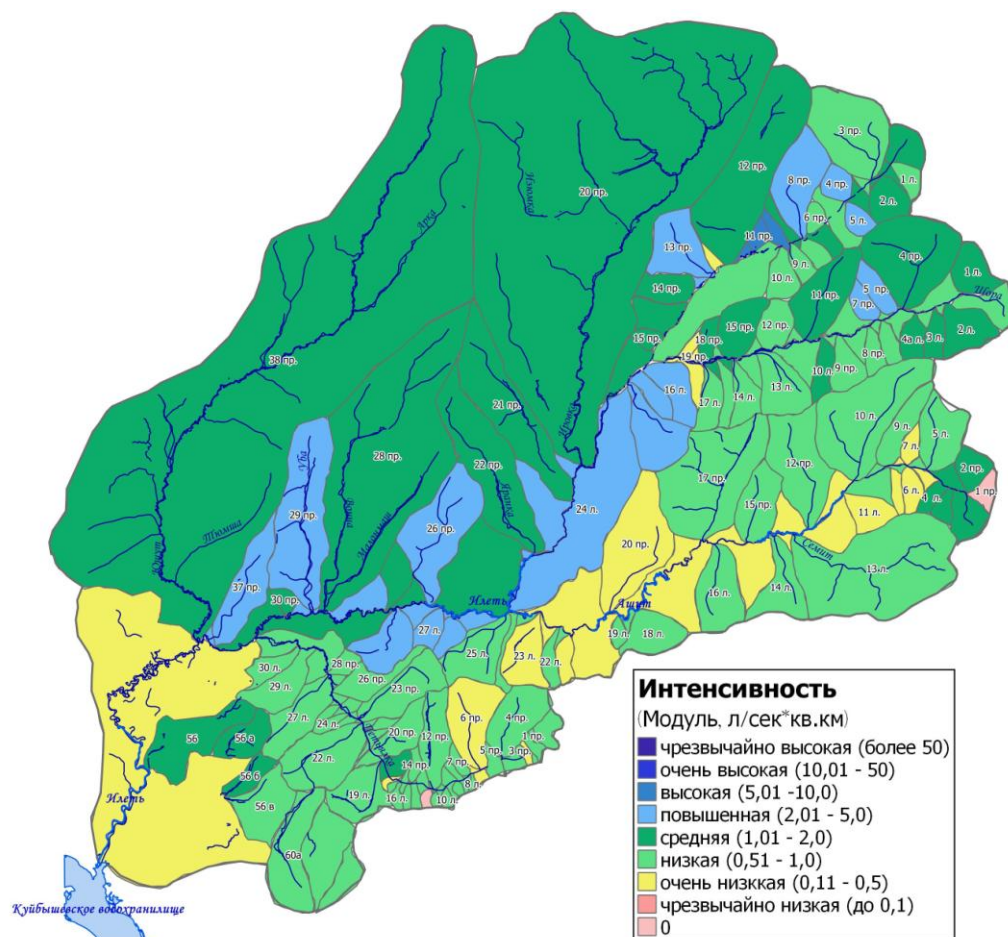 3 пр.
12 пр.
8 пр.
4 пр.
1 л.
2 л.
20 пр.
Арка
6 пр.
5 л.
13 пр.
11 пр.
9 л.
10 л.
4 пр.
1 л.
14 пр.
11 пр.
5 пр.
7 пр.
Шора
15 пр.
18 пр.
15 пр.
12 пр.
4а л.
3 л.
2 л.
19 пр.
8 пр.
38 пр.
16 л.
17 л.
14 л.
13 л.
10 л.
9 пр.
21 пр.
Ировка
10 л.
9 л.
5 л.
28 пр.
22 пр.
7 л.
Уба
17 пр.
12 пр.
2 пр.
Яранка
6 л.
4 л.
1 пр.
29 пр.
26 пр.
24 л.
15 пр.
11 л.
20 пр.
Юшут
Семит
13 л.
37 пр.
14 л.
30 пр.
Илеть
Ашит
16 л.
27 л.
19 л.
18 л.
30 л.
28 пр.
25 л.
23 л.
22 л.
29 л.
26 пр.
23 пр.
27 л.
24 л.
6 пр.
4 пр.
56
56 а
20 пр.
12 пр.
1 пр.
22 л.
5 пр.
3 пр.
56 б
14 пр.
7 пр.
8 л.
Илеть
56 в
19 л.
16 л.
10 л.
60а
Куйбышевское водохранилище
Интенсивность
(Модуль, л/сек*кв.км)
чрезвычайно высокая (более 50)
очень высокая (10,01 - 50)
высокая (5,01 -10,0)
повышенная (2,01 - 5,0)
средняя (1,01 - 2,0)
низкая (0,51 - 1,0)
очень низккая (0,11 - 0,5)
чрезвычайно низкая (до 0,1)
0